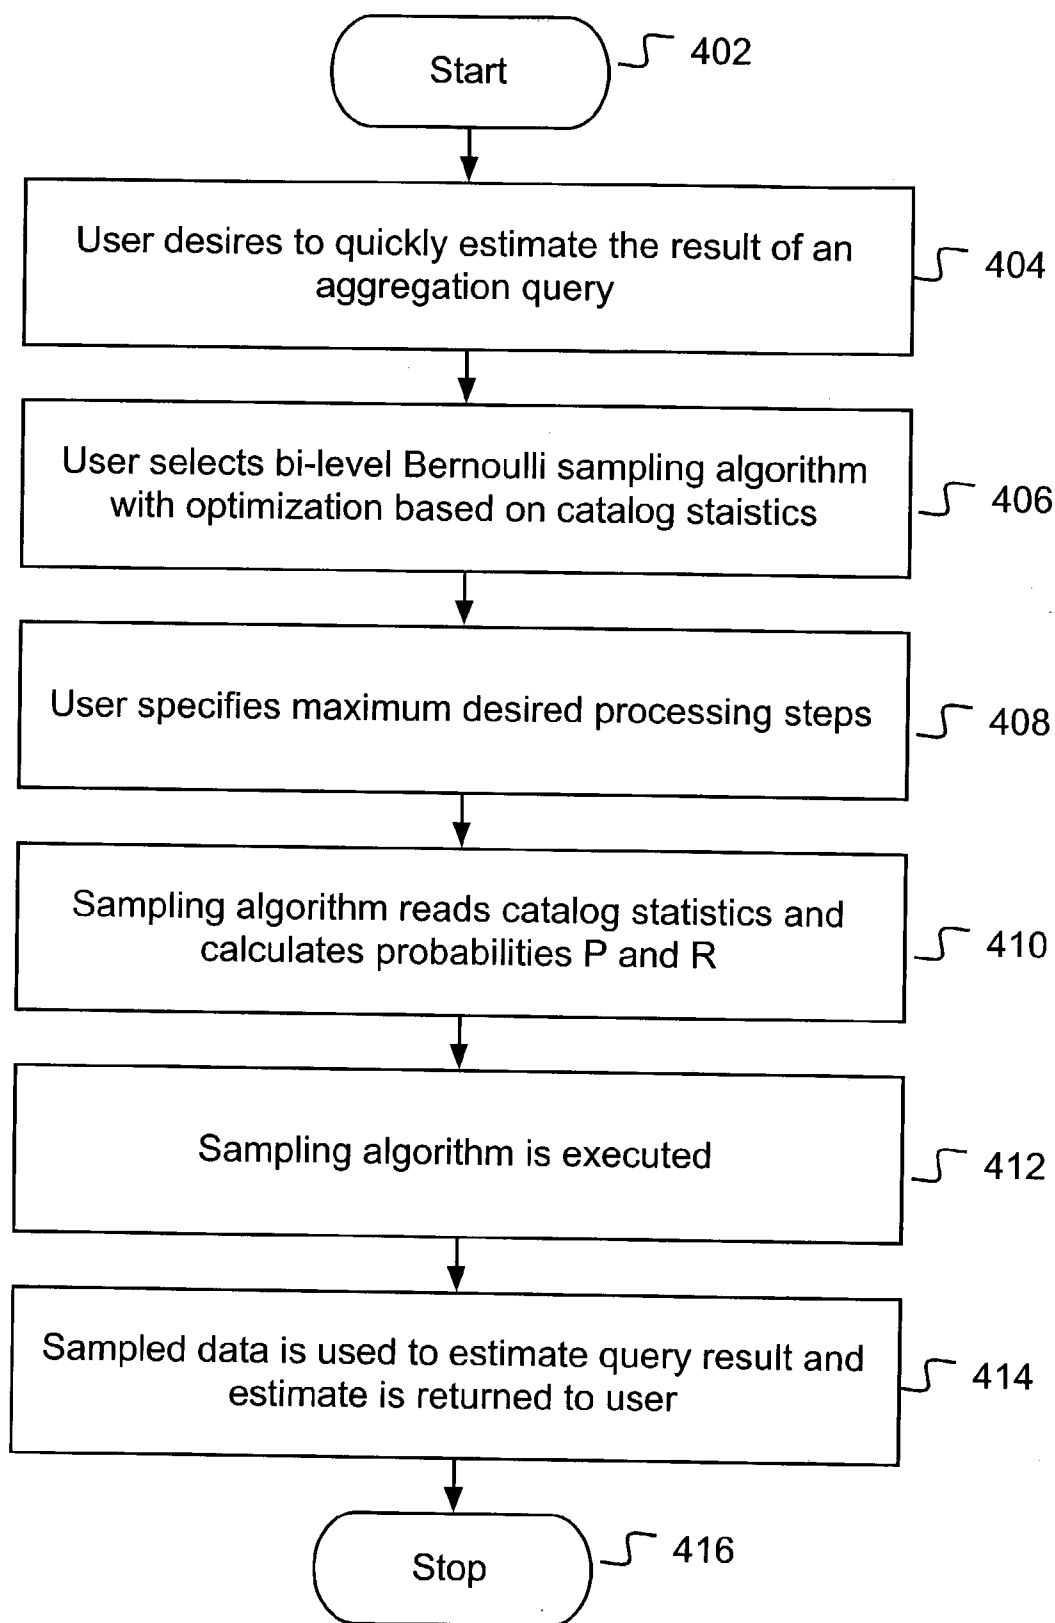 Start
402
User desires to quickly estimate the result of an
aggregation query
404
User selects bi-level Bernoulli sampling algorithm
with optimization based on catalog staistics
406
User specifies maximum desired processing steps
408
Sampling algorithm reads catalog statistics and
calculates probabilities P and R
410
Sampling algorithm is executed
412
Sampled data is used to estimate query result and
estimate is returned to user
414
Stop
416